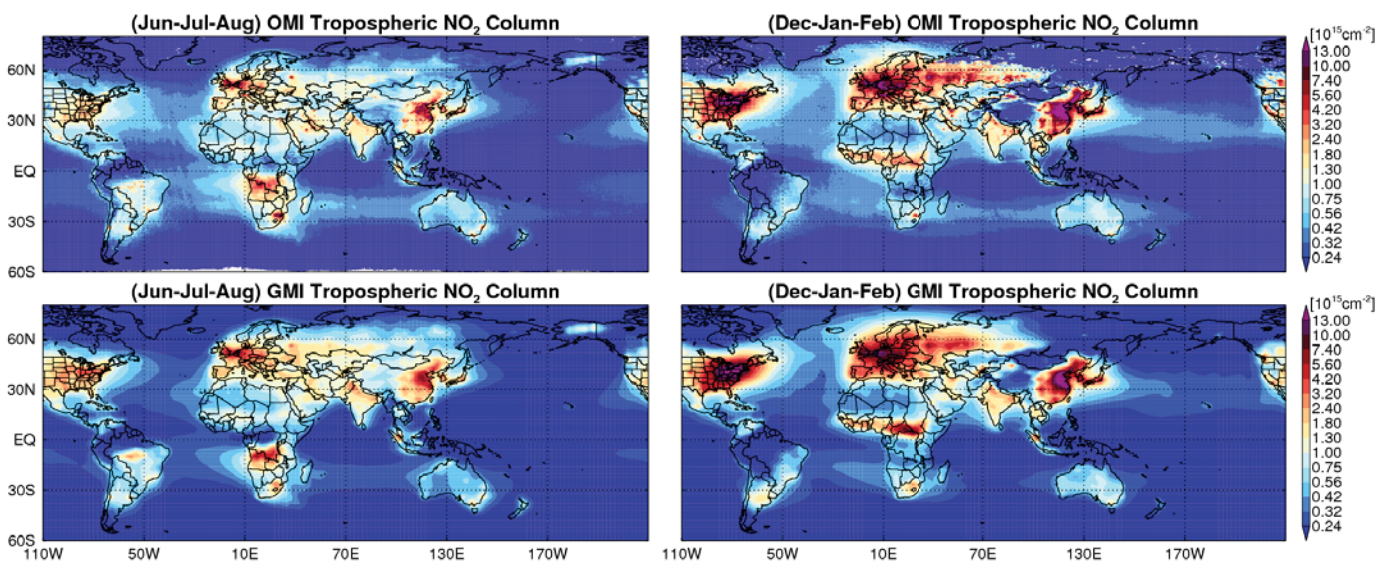 (Jun-Jul-Aug) OMI Tropospheric NO₂ Column
(Dec-Jan-Feb) OMI Tropospheric NO₂ Column
[10¹⁵cm⁻²]
60N
30N
EQ
30S
60S
13.00
10.00
7.40
5.60
4.20
3.20
2.40
1.80
1.30
1.00
0.75
0.56
0.42
0.32
0.24
(Jun-Jul-Aug) GMI Tropospheric NO₂ Column
(Dec-Jan-Feb) GMI Tropospheric NO₂ Column
[10¹⁵cm⁻²]
60N
30N
EQ
30S
60S
13.00
10.00
7.40
5.60
4.20
3.20
2.40
1.80
1.30
1.00
0.75
0.56
0.42
0.32
0.24
110W 50W 10E 70E 130E 170W
110W 50W 10E 70E 130E 170W